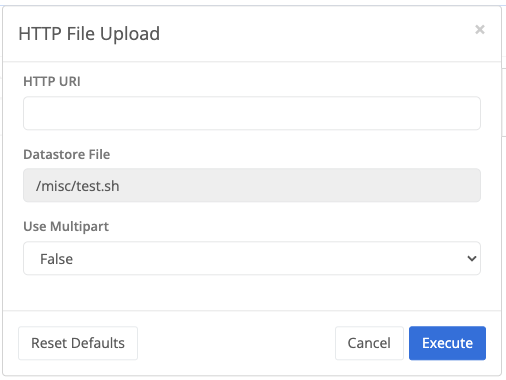 HTTP File Upload
×
HTTP URI
Datastore File
/misc/test.sh
Use Multipart
False
Reset Defaults
Cancel
Execute